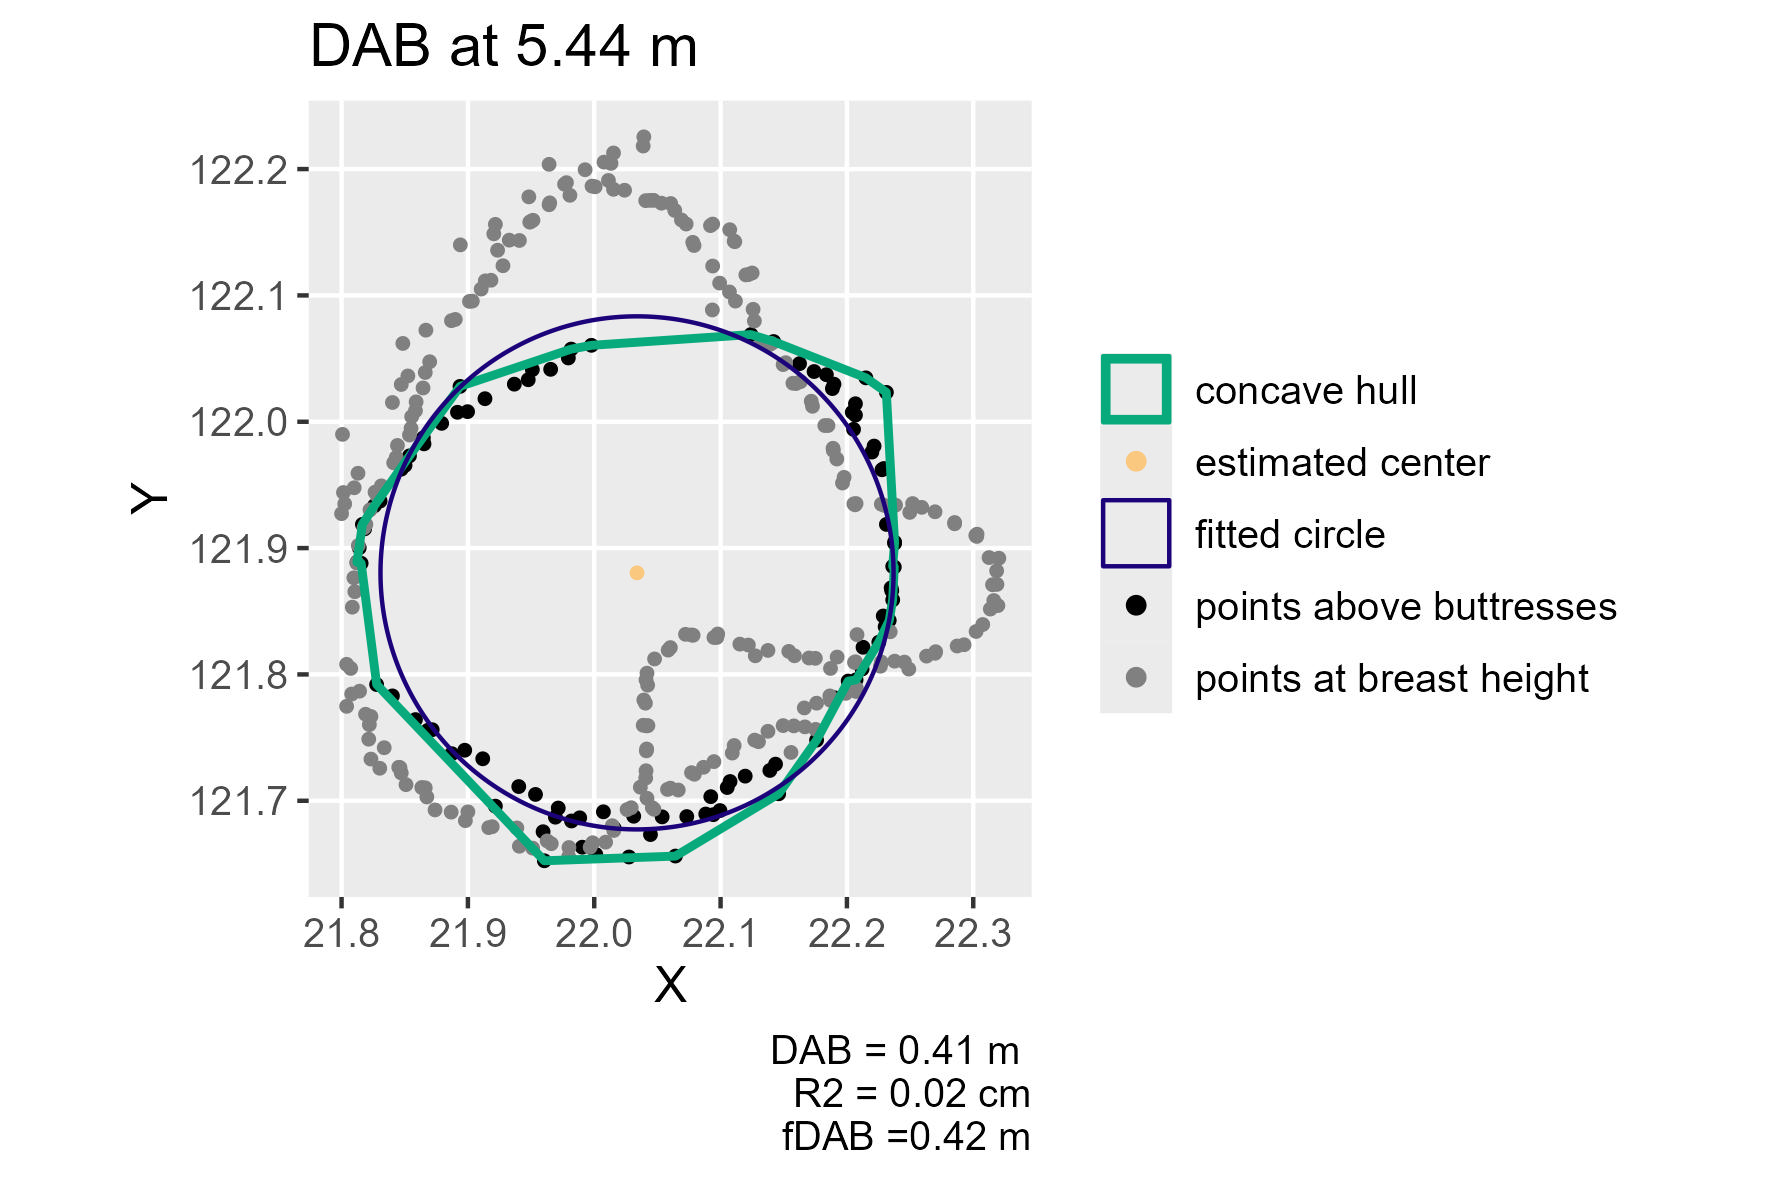 DAB at 5.44 m
122.2
122.1
122.0
121.9
121.8
121.7
Y
21.8 21.9 22.0 22.1 22.2 22.3
X
concave hull
estimated center
fitted circle
points above buttresses
points at breast height
DAB = 0.41 m
R2 = 0.02 cm
fDAB =0.42 m